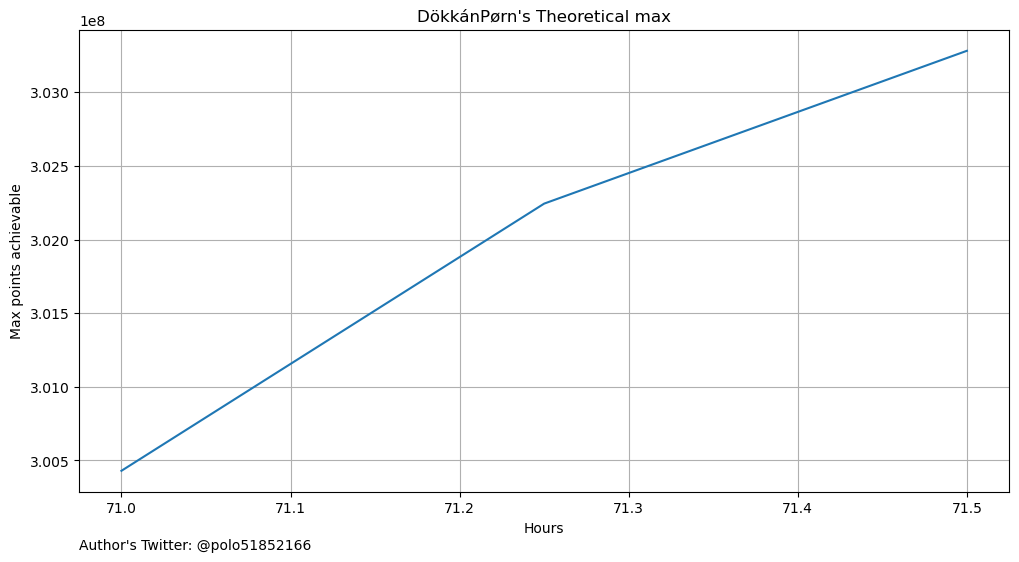 DökkánPørn's Theoretical max
1e8
3.030
3.025
3.020
3.015
3.010
3.005
Max points achievable
71.0 71.1 71.2 71.3 71.4 71.5
Hours
Author's Twitter: @polo51852166